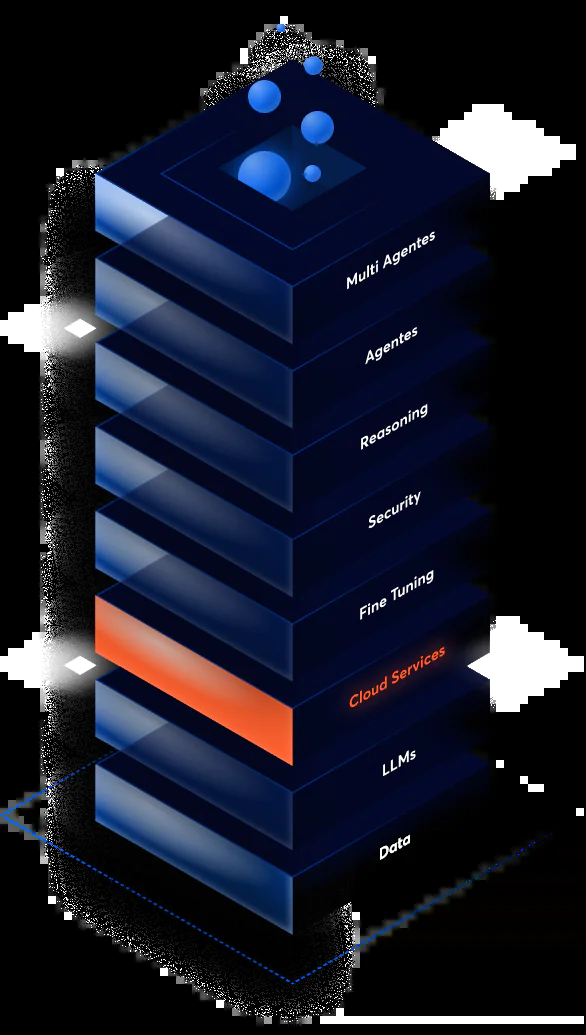 Multi Agentes
Agentes
Reasoning
Security
Fine Tuning
Cloud Services
LLMs
Data